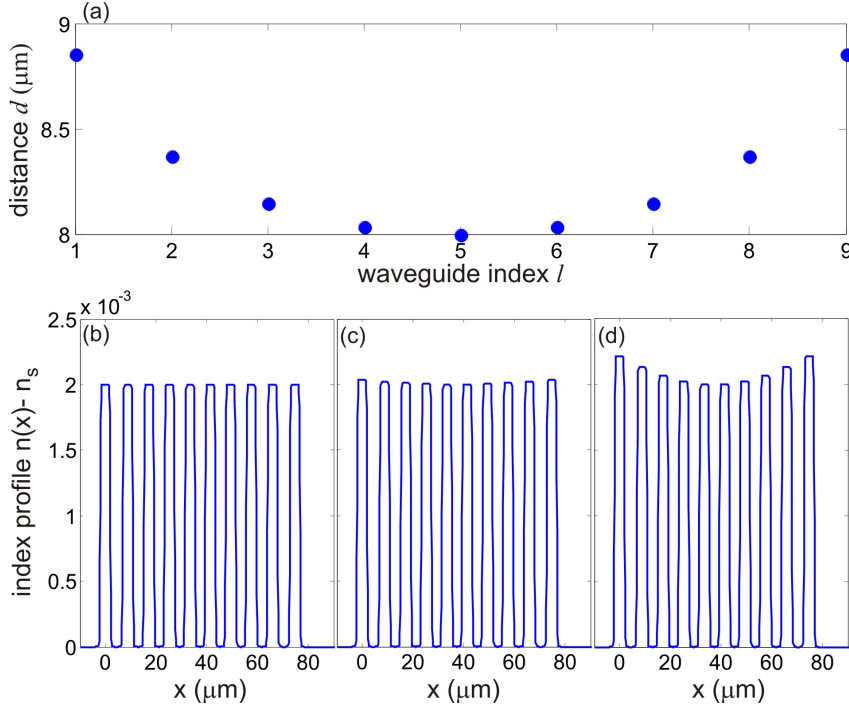 (a)
distance d (μm)
9
8.5
8
1 2 3 4 5 6 7 8 9
waveguide index l
x 10⁻³
index profile n(x)- nₛ
2.5
2
1.5
1
0.5
0
(b)
0 20 40 60 80
x (μm)
(c)
0 20 40 60 80
x (μm)
(d)
0 20 40 60 80
x (μm)